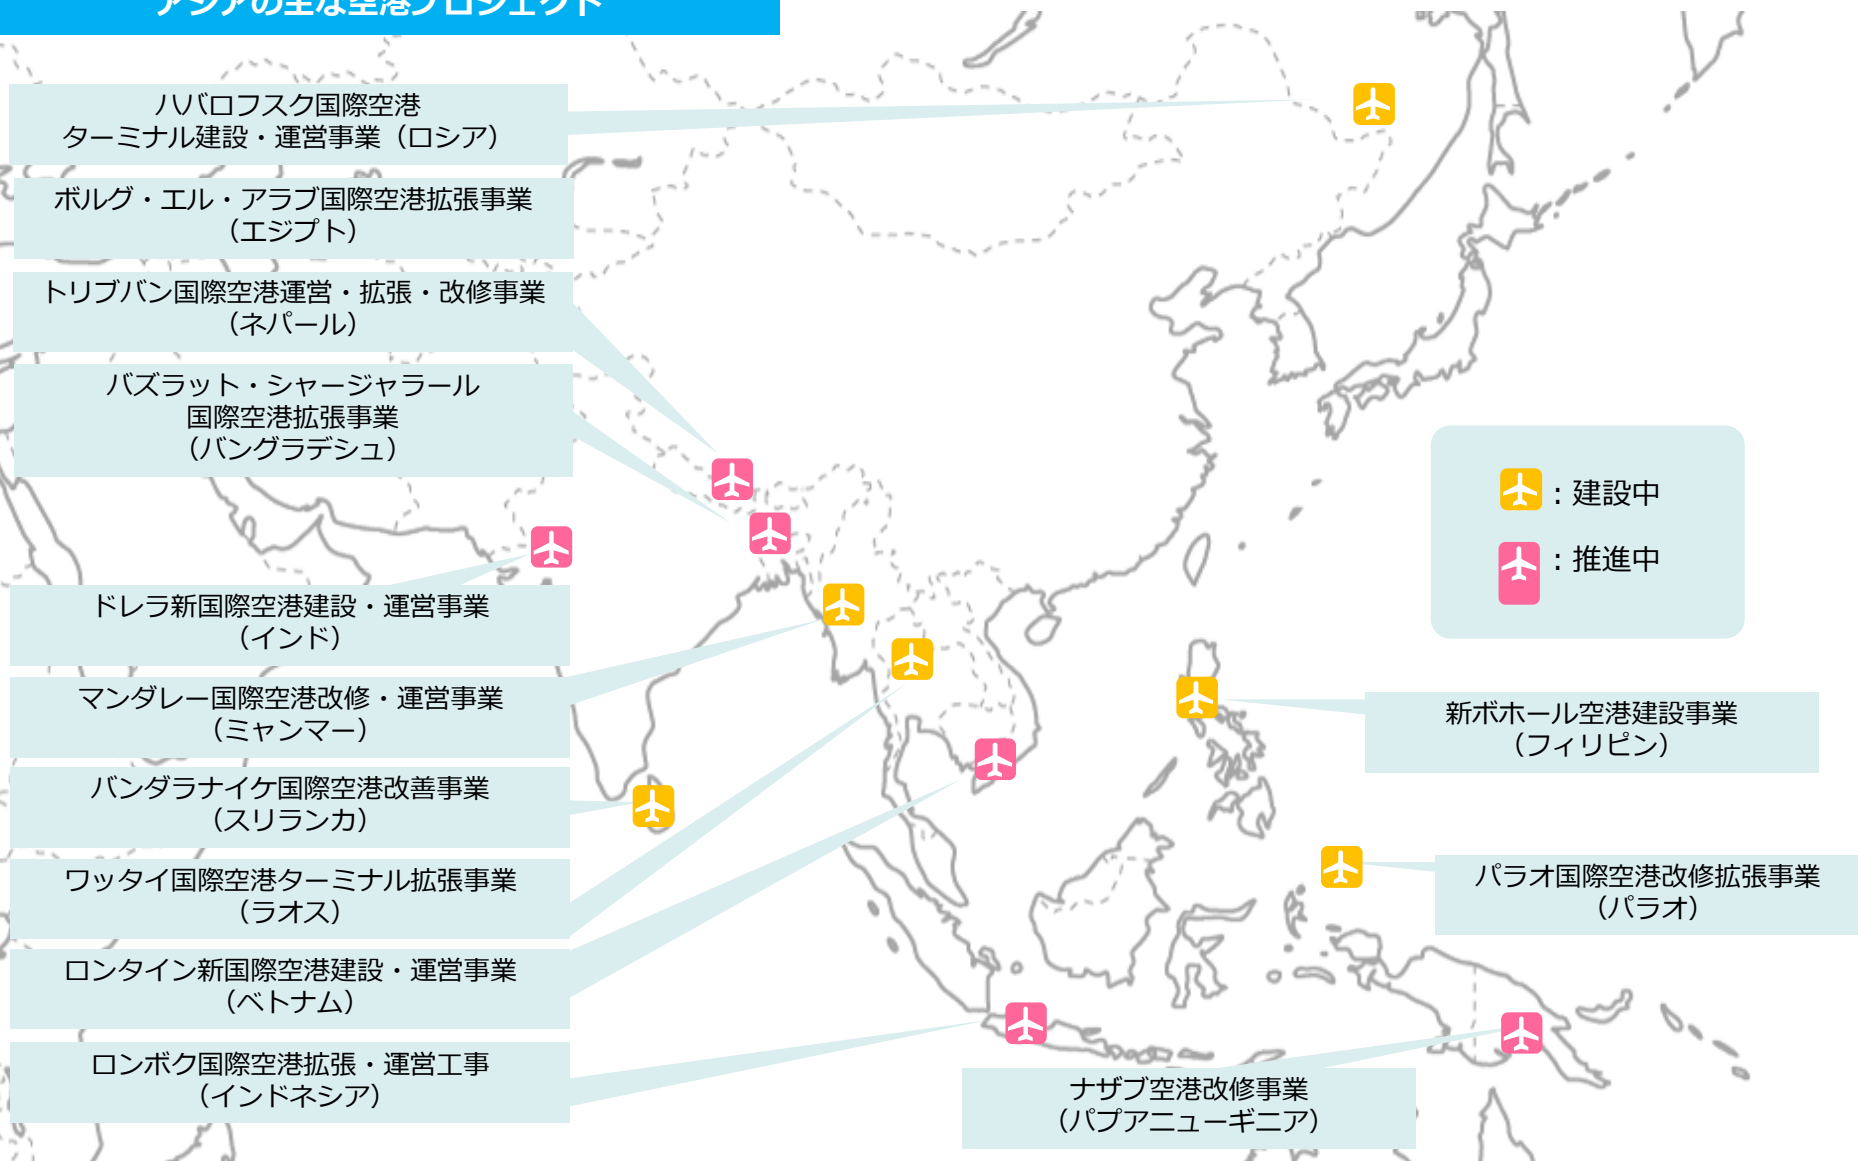 アジアの主な空港プロジェクト
ハバロフスク国際空港
ターミナル建設・運営事業（ロシア）
ボルグ・エル・アラブ国際空港拡張事業
（エジプト）
トリブバン国際空港運営・拡張・改修事業
（ネパール）
バズラット・シャージャラール
国際空港拡張事業
（バングラデシュ）
ドレラ新国際空港建設・運営事業
（インド）
マンダレー国際空港改修・運営事業
（ミャンマー）
バンダラナイケ国際空港改善事業
（スリランカ）
ワッタイ国際空港ターミナル拡張事業
（ラオス）
ロンタイン新国際空港建設・運営事業
（ベトナム）
ロンボク国際空港拡張・運営工事
（インドネシア）
：建設中
：推進中
新ボホール空港建設事業
（フィリピン）
パラオ国際空港改修拡張事業
（パラオ）
ナザブ空港改修事業
（パプアニューギニア）